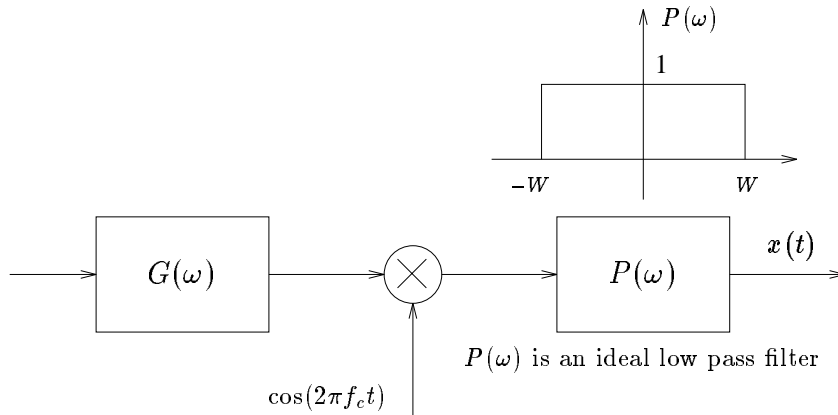 P(ω)
1
−W W
G(ω)
P(ω)
x(t)
P(ω) is an ideal low pass filter
cos(2πf_c t)